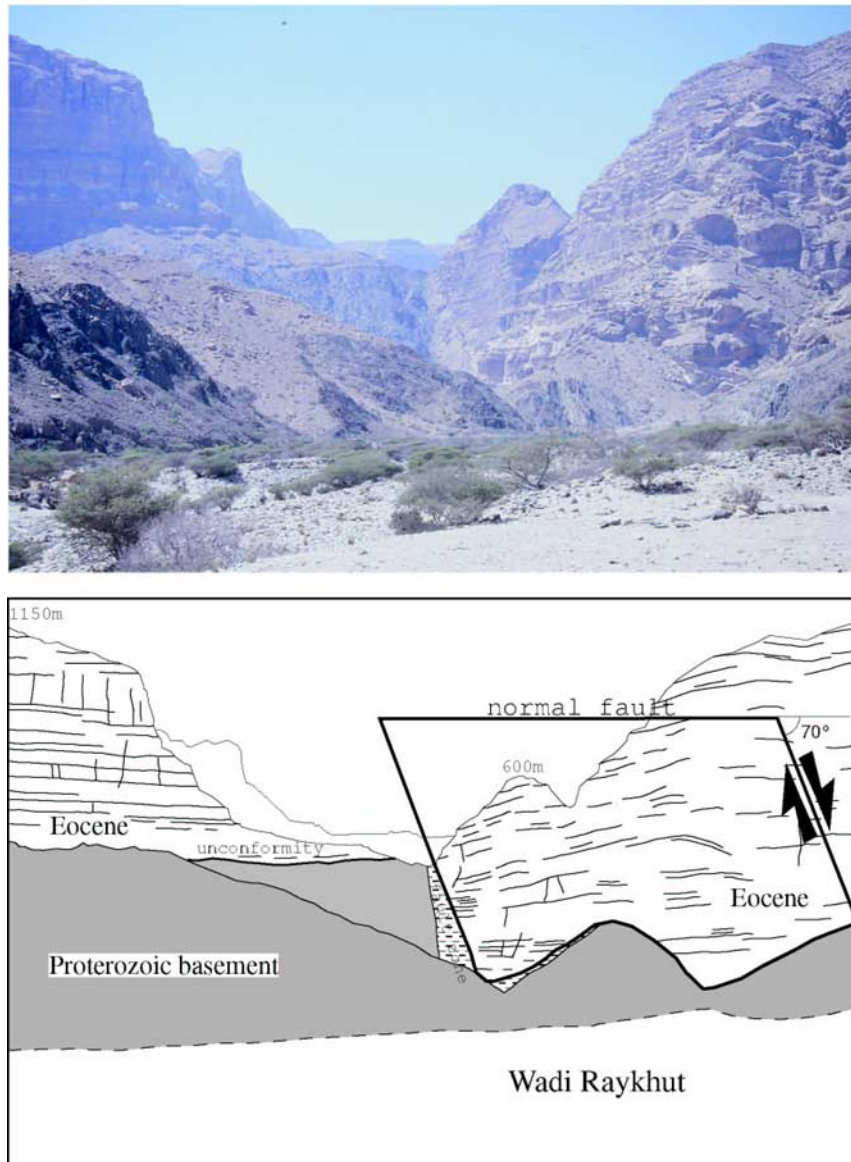 1150m
normal fault
70°
600m
Eocene
unconformity
Eocene
Proterozoic basement
Wadi Raykhut